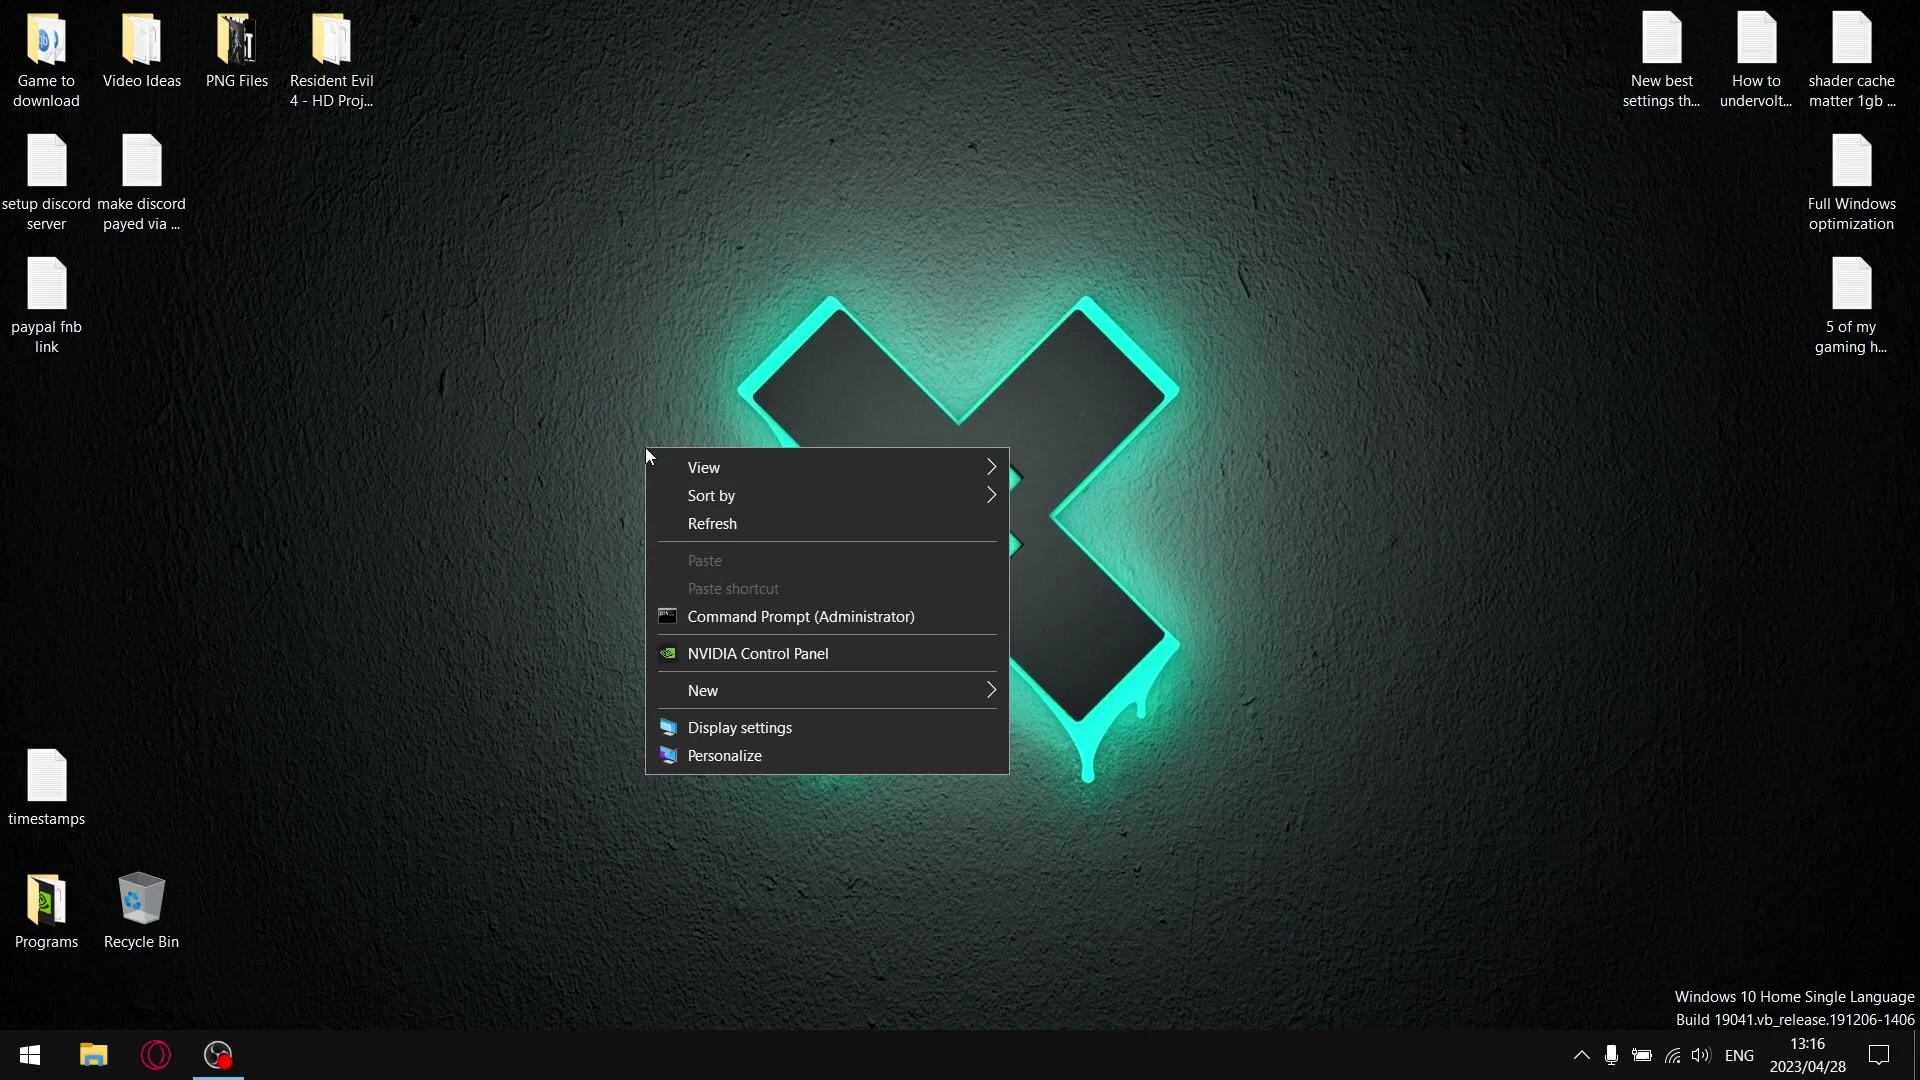 Game to
download
Video Ideas
PNG Files
Resident Evil
4 - HD Proj...
New best
settings th...
How to
undervolt...
shader cache
matter 1gb ...
setup discord
server
make discord
payed via ...
Full Windows
optimization
paypal fnb
link
5 of my
gaming h...
View
Sort by
Refresh
Paste
Paste shortcut
Command Prompt (Administrator)
NVIDIA Control Panel
New
Display settings
Personalize
timestamps
Programs
Recycle Bin
Windows 10 Home Single Language
Build 19041.vb_release.191206-1406
ENG
13:16
2023/04/28